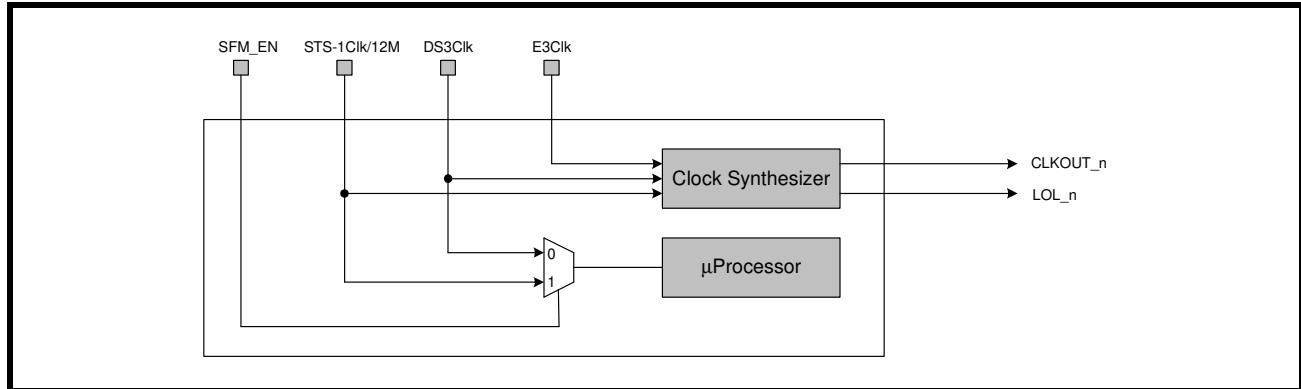 SFM_EN STS-1Clk/12M DS3Clk E3Clk
Clock Synthesizer
CLKOUT_n
LOL_n
0
1
μProcessor